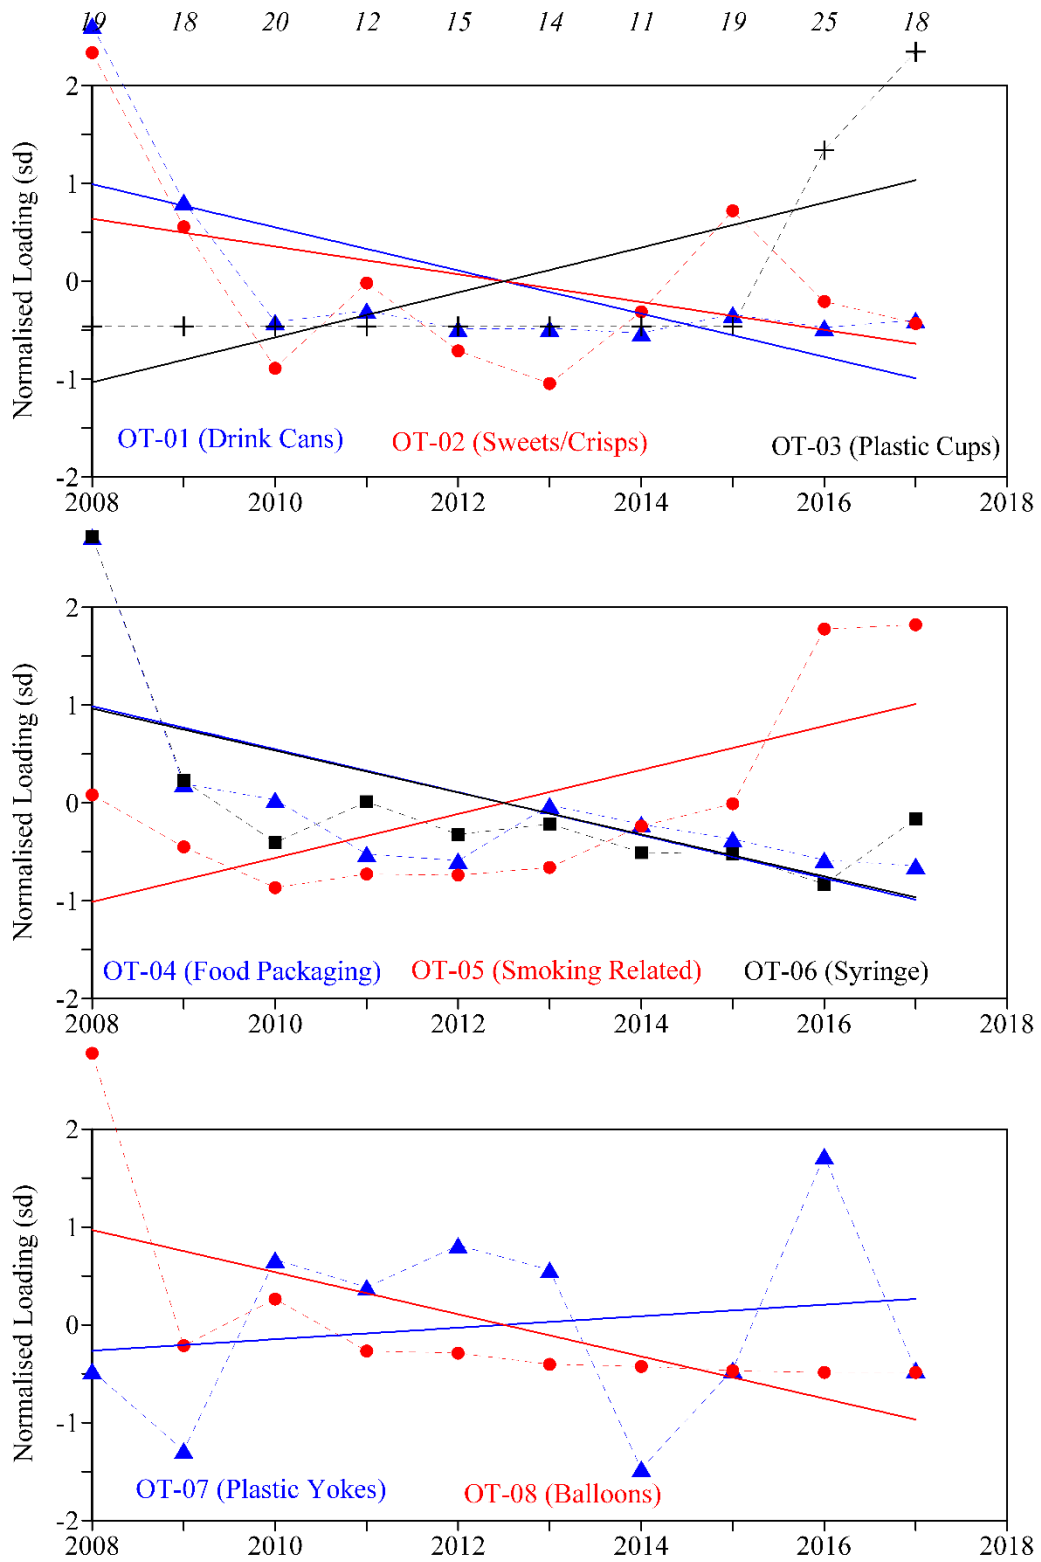 19 18 20 12 15 14 11 19 25 18
2
1
0
-1
-2
Normalised Loading (sd)
OT-01 (Drink Cans) OT-02 (Sweets/Crisps) OT-03 (Plastic Cups)
2008 2010 2012 2014 2016 2018
2
1
0
-1
-2
Normalised Loading (sd)
OT-04 (Food Packaging) OT-05 (Smoking Related) OT-06 (Syringe)
2008 2010 2012 2014 2016 2018
2
1
0
-1
-2
Normalised Loading (sd)
OT-07 (Plastic Yokes) OT-08 (Balloons)
2008 2010 2012 2014 2016 2018